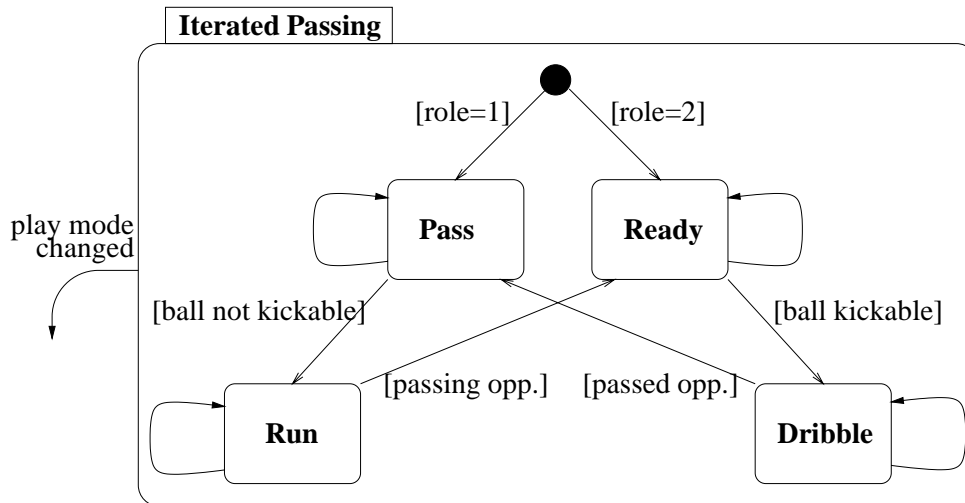 Iterated Passing
[role=1]
[role=2]
Pass
Ready
play mode
changed
[ball not kickable]
[ball kickable]
[passing opp.]
[passed opp.]
Run
Dribble